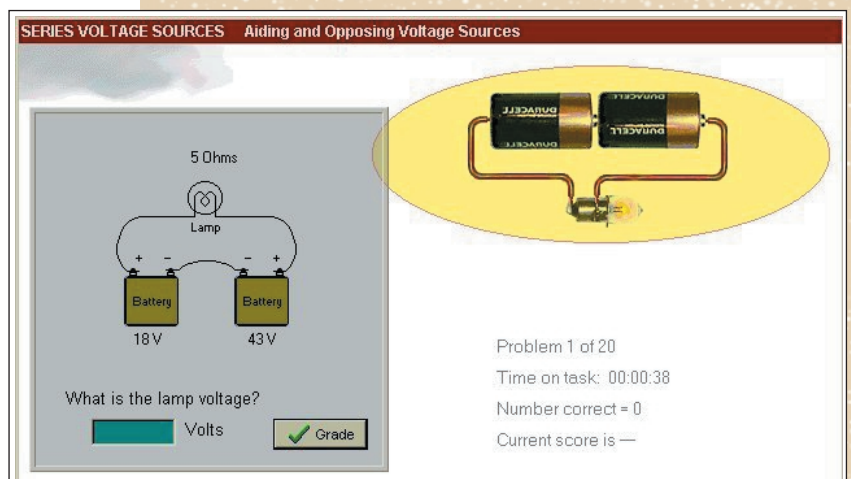 SERIES VOLTAGE SOURCES Aiding and Opposing Voltage Sources
DURACELL DURACELL
5 Ohms
Lamp
+ - - +
Battery Battery
18 V 43 V
What is the lamp voltage?
Volts Grade
Problem 1 of 20
Time on task: 00:00:38
Number correct = 0
Current score is —